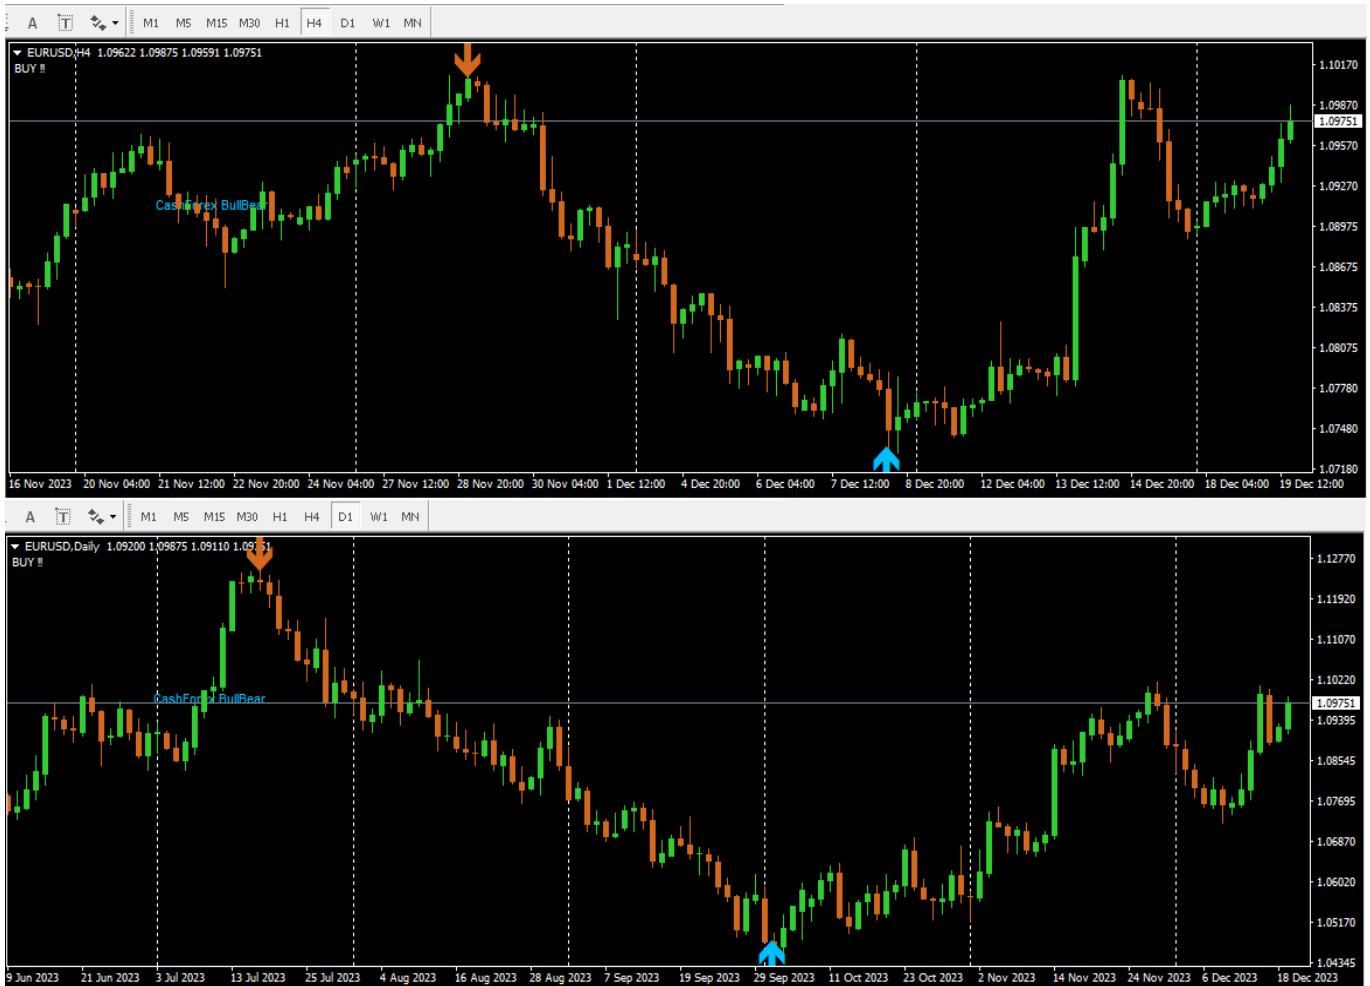 A T M1 M5 M15 M30 H1 H4 D1 W1 MN
EURUSD,H4 1.09622 1.09875 1.09591 1.09751
BUY !!
1.10170
1.09870
1.09751
1.09570
CashForex BullBear
1.09270
1.08975
1.08675
1.08375
1.08075
1.07780
1.07480
1.07180
16 Nov 2023 20 Nov 04:00 21 Nov 12:00 22 Nov 20:00 24 Nov 04:00 27 Nov 12:00 28 Nov 20:00 30 Nov 04:00 1 Dec 12:00 4 Dec 20:00 6 Dec 04:00 7 Dec 12:00 8 Dec 20:00 12 Dec 04:00 13 Dec 12:00 14 Dec 20:00 18 Dec 04:00 19 Dec 12:00
A T M1 M5 M15 M30 H1 H4 D1 W1 MN
EURUSD,Daily 1.09200 1.09875 1.09110 1.09751
BUY !!
1.12770
1.11920
1.11070
1.10220
CashForex BullBear
1.09751
1.09395
1.08545
1.07695
1.06870
1.06020
1.05170
1.04345
9 Jun 2023 21 Jun 2023 3 Jul 2023 13 Jul 2023 25 Jul 2023 4 Aug 2023 16 Aug 2023 28 Aug 2023 7 Sep 2023 19 Sep 2023 29 Sep 2023 11 Oct 2023 23 Oct 2023 2 Nov 2023 14 Nov 2023 24 Nov 2023 6 Dec 2023 18 Dec 2023